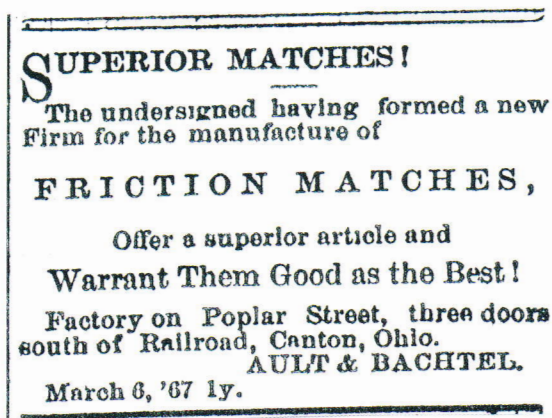 SUPERIOR MATCHES!
The undersigned having formed a new
Firm for the manufacture of
FRICTION MATCHES,
Offer a superior article and
Warrant Them Good as the Best!
Factory on Poplar Street, three doors
south of Railroad, Canton, Ohio.
AULT & BACHTEL.
March 6, '67 1y.